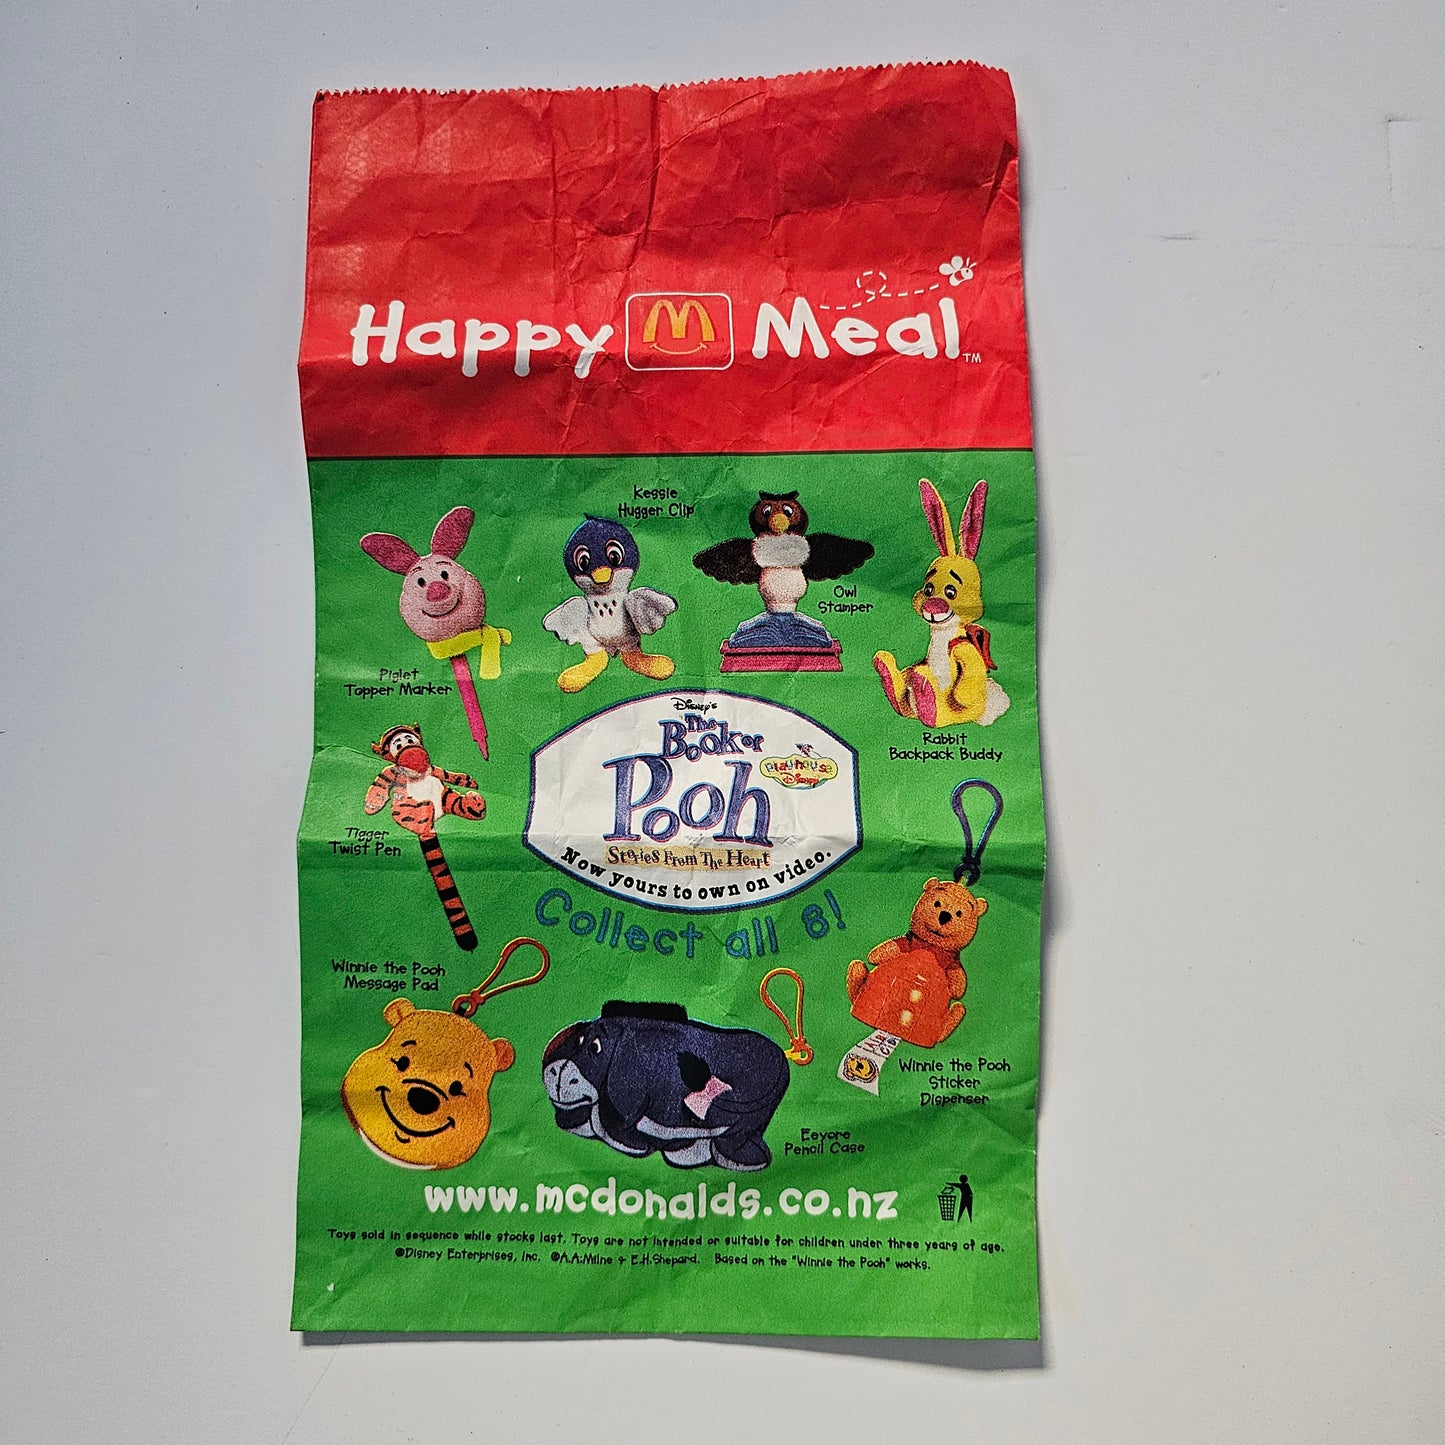 Happy M Meal™
Kessie
Hugger Clip
Owl
Stamper
Piglet
Topper Marker
Rabbit
Backpack Buddy
Disney's
The
Book of
Pooh
playhouse
Disney
Stories From The Heart
Now yours to own on video.
Collect all 8!
Tigger
Twist Pen
Winnie the Pooh
Message Pad
Winnie the Pooh
Sticker
Dispenser
Eeyore
Pencil Case
www.mcdonalds.co.nz
Toys sold in sequence while stocks last. Toys are not intended or suitable for children under three years of age.
©Disney Enterprises, Inc. ©A.A.Milne & E.H.Shepard. Based on the "Winnie the Pooh" works.